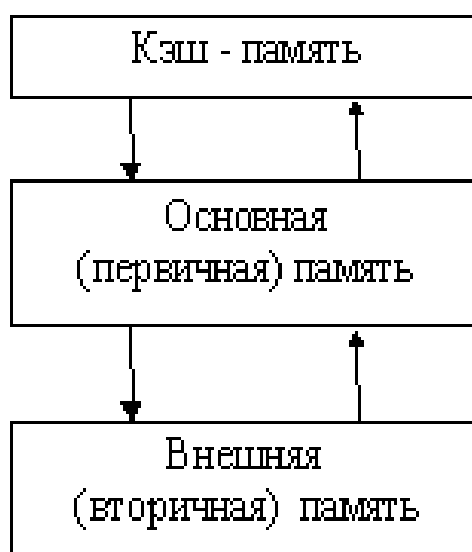 Кэш - память
Основная
(первичная) память
Внешняя
(вторичная) память